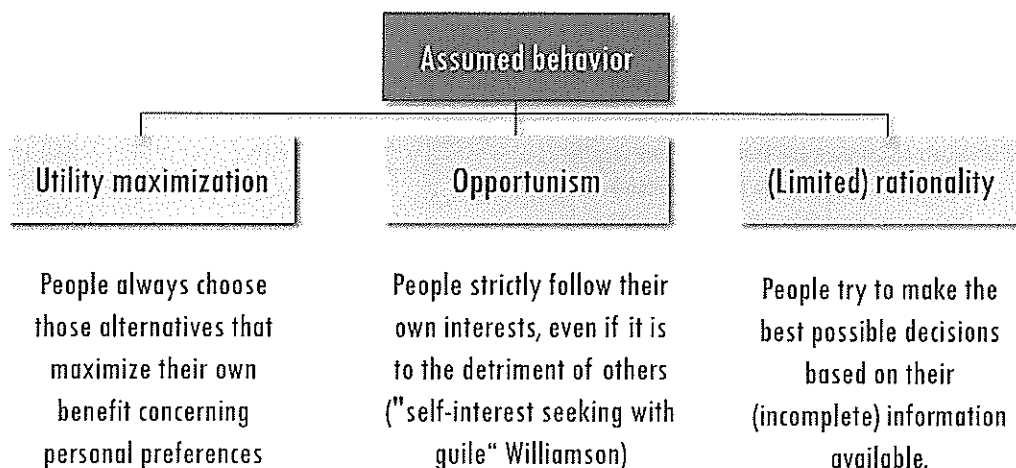 Assumed behavior
Utility maximization
Opportunism
(Limited) rationality
People always choose
those alternatives that
maximize their own
benefit concerning
personal preferences
People strictly follow their
own interests, even if it is
to the detriment of others
("self-interest seeking with
guile“ Williamson)
People try to make the
best possible decisions
based on their
(incomplete) information
available.